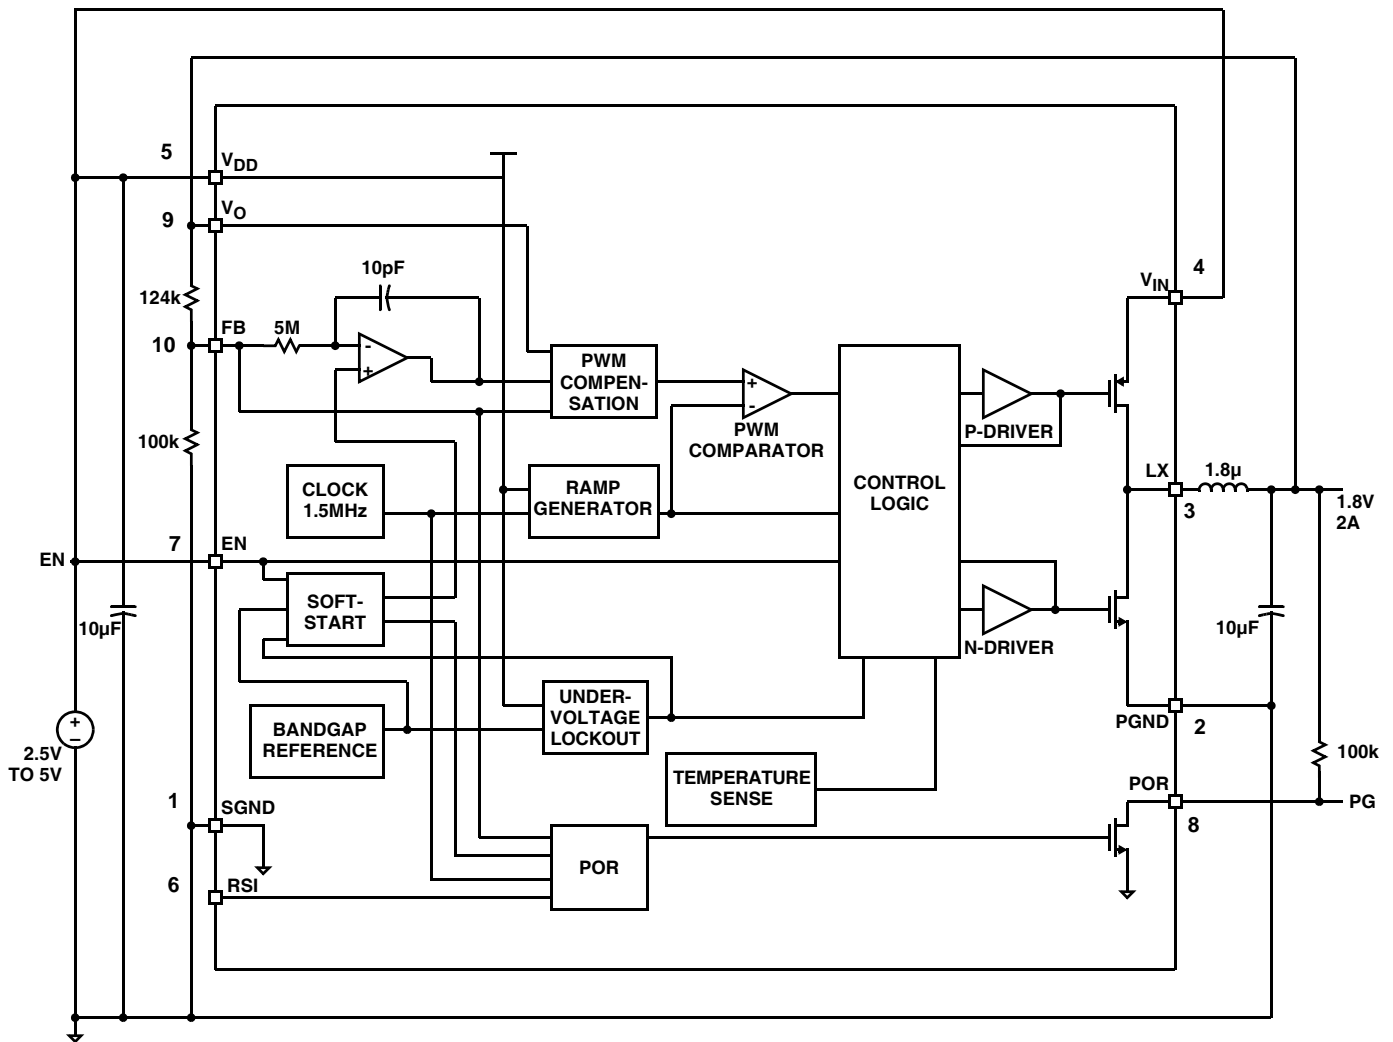 5
VDD
9
VO
10pF
124k
FB
5M
10
-
+
PWM
COMPEN-
SATION
+
-
PWM
COMPARATOR
P-DRIVER
VIN
4
100k
CLOCK
1.5MHz
RAMP
GENERATOR
CONTROL
LOGIC
LX
3
1.8µ
1.8V
2A
7
EN
EN
SOFT-
START
10µF
N-DRIVER
10µF
UNDER-
VOLTAGE
LOCKOUT
BANDGAP
REFERENCE
+
–
2.5V
TO 5V
PGND
2
TEMPERATURE
SENSE
100k
POR
8
PG
1
SGND
6
RSI
POR